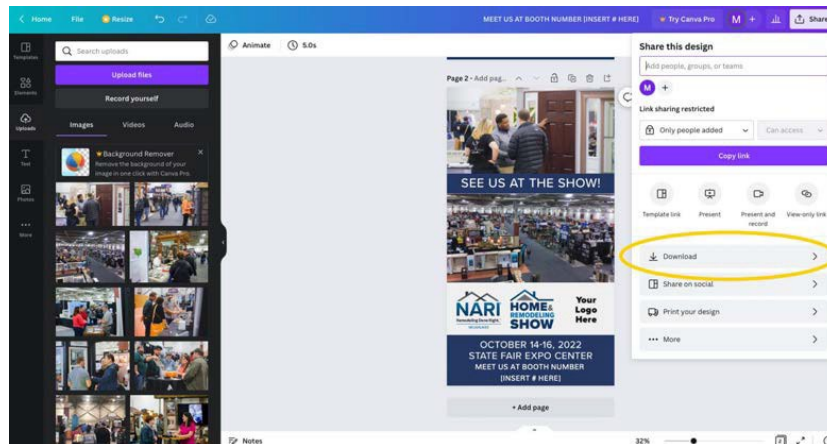 Home File Resize
MEET US AT BOOTH NUMBER [INSERT # HERE]
Try Canva Pro
M +
Share
Templates
Elements
Uploads
Text
Photos
More
Search uploads
Upload files
Record yourself
Images Videos Audio
Background Remover
Remove the background of your
image in one click with Canva Pro.
Animate 5.0s
Page 2 - Add pag...
SEE US AT THE SHOW!
NARI
HOME &
REMODELING
SHOW
Your
Logo
Here
OCTOBER 14-16, 2022
STATE FAIR EXPO CENTER
MEET US AT BOOTH NUMBER
[INSERT # HERE]
+ Add page
Notes
32%
Share this design
Add people, groups, or teams
M +
Link sharing restricted
Only people added
Can access
Copy link
Template link
Present
Present and
record
View-only link
Download
Share on social
Print your design
More